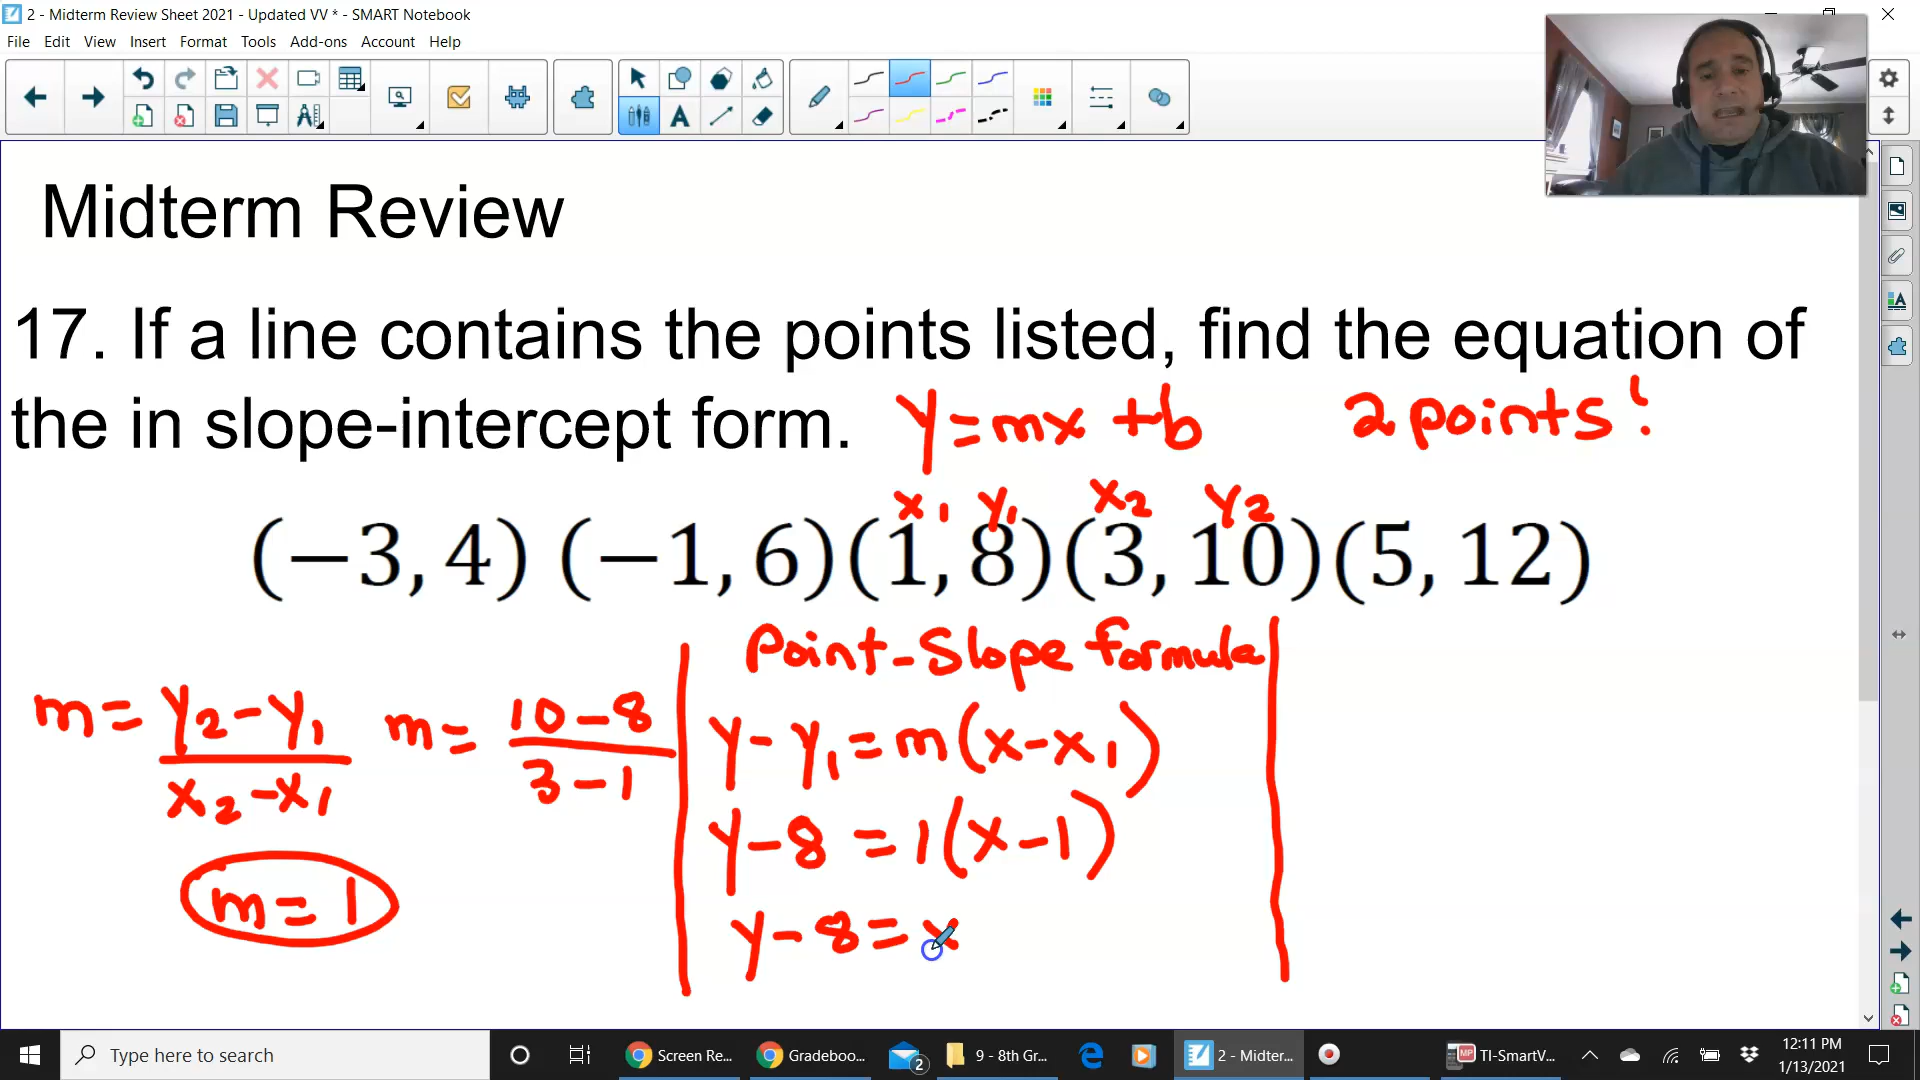 2 - Midterm Review Sheet 2021 - Updated VV * - SMART Notebook
File Edit View Insert Format Tools Add-ons Account Help
Midterm Review
17. If a line contains the points listed, find the equation of
the in slope-intercept form. y = mx + b 2 points!
x1 y1 x2 y2
(−3, 4) (−1, 6)(1, 8)(3, 10)(5, 12)
Point-Slope formula
m = y2 - y1 / x2 - x1 m = 10 - 8 / 3 - 1
m = 1
y - y1 = m(x - x1)
y - 8 = 1(x - 1)
y - 8 = x
Type here to search
Screen Re...
Gradeboo...
2
9 - 8th Gr...
2 - Midter...
MP
TI-SmartV...
12:11 PM
1/13/2021